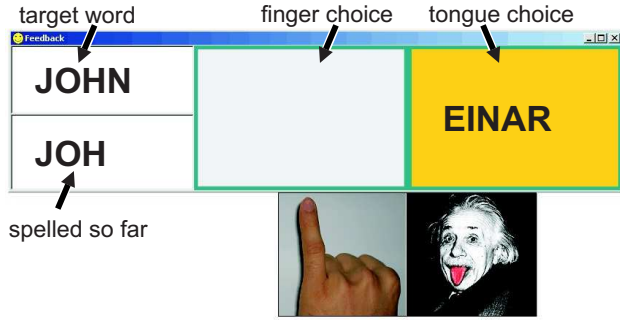 target word
finger choice
tongue choice
Feedback
JOHN
EINAR
JOH
spelled so far